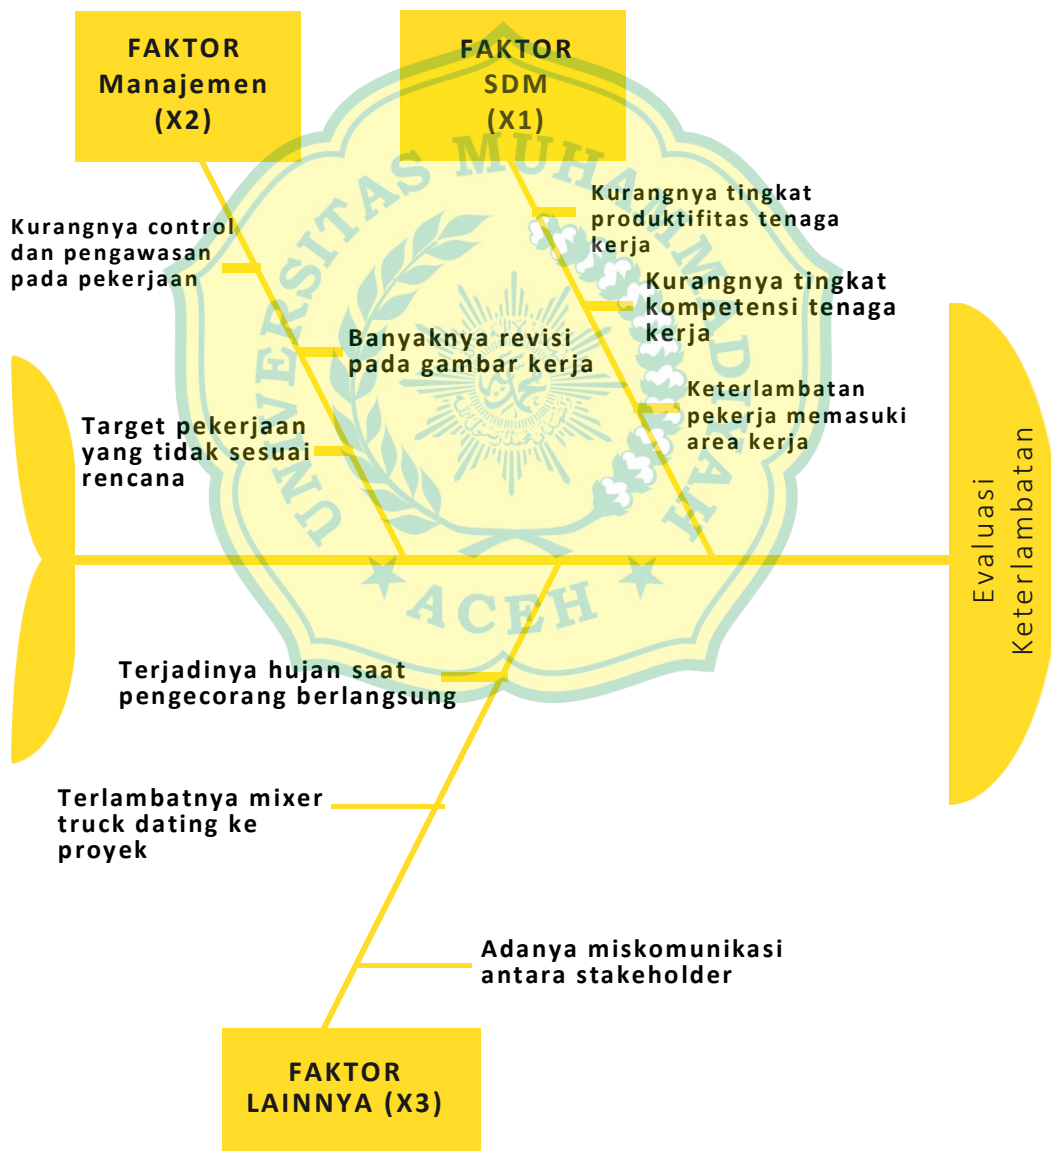 FAKTOR
Manajemen
(X2)
FAKTOR
SDM
(X1)
Kurangnya control
dan pengawasan
pada pekerjaan
Banyaknya revisi
pada gambar kerja
Target pekerjaan
yang tidak sesuai
rencana
Kurangnya tingkat
produktifitas tenaga
kerja
Kurangnya tingkat
kompetensi tenaga
kerja
Keterlambatan
pekerja memasuki
area kerja
Evaluasi
Keterlambatan
Terjadinya hujan saat
pengecorang berlangsung
Terlambatnya mixer
truck dating ke
proyek
Adanya miskomunikasi
antara stakeholder
FAKTOR
LAINNYA (X3)
UNIVERSITAS MUHAMMADIYAH
ACEH